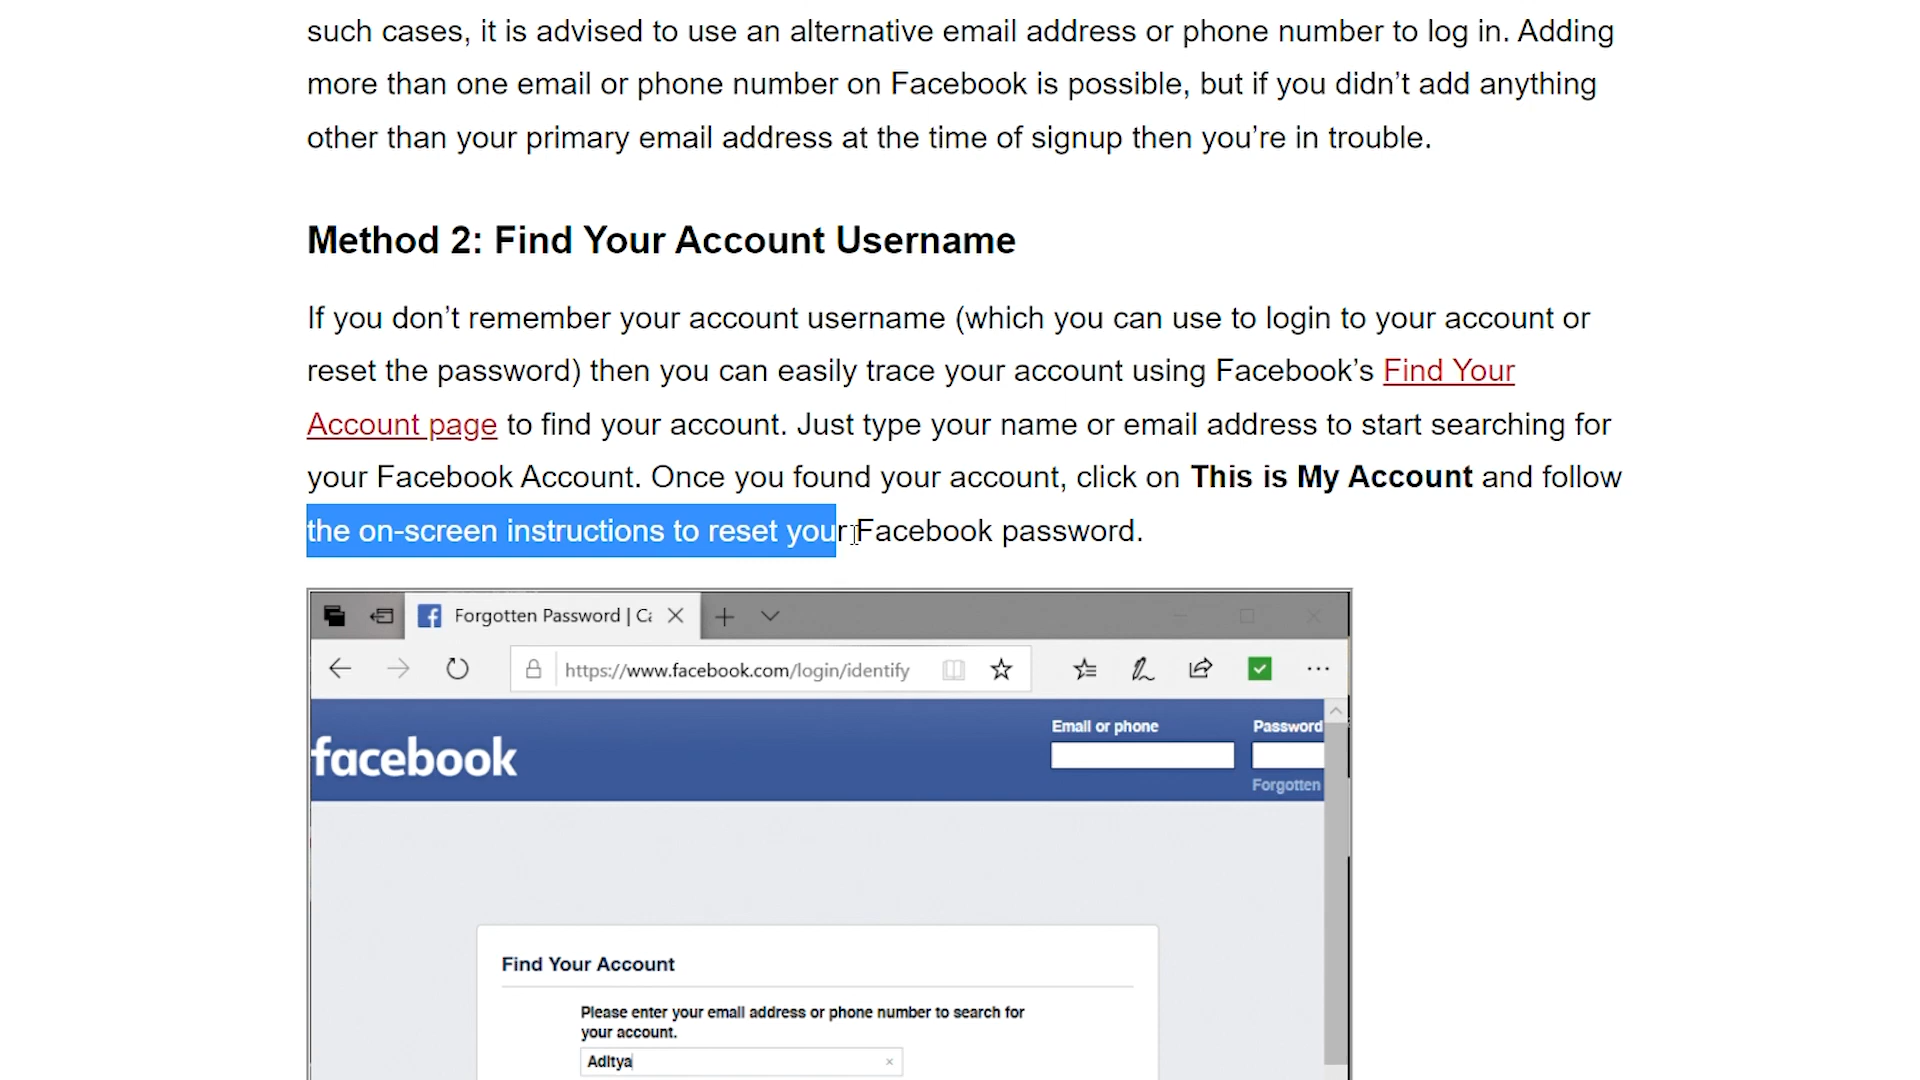 such cases, it is advised to use an alternative email address or phone number to log in. Adding
more than one email or phone number on Facebook is possible, but if you didn’t add anything
other than your primary email address at the time of signup then you’re in trouble.
Method 2: Find Your Account Username
If you don’t remember your account username (which you can use to login to your account or
reset the password) then you can easily trace your account using Facebook’s Find Your
Account page to find your account. Just type your name or email address to start searching for
your Facebook Account. Once you found your account, click on This is My Account and follow
the on-screen instructions to reset your Facebook password.
Forgotten Password | Ca
https://www.facebook.com/login/identify
Email or phone Password
facebook
Forgotten
Find Your Account
Please enter your email address or phone number to search for
your account.
Aditya